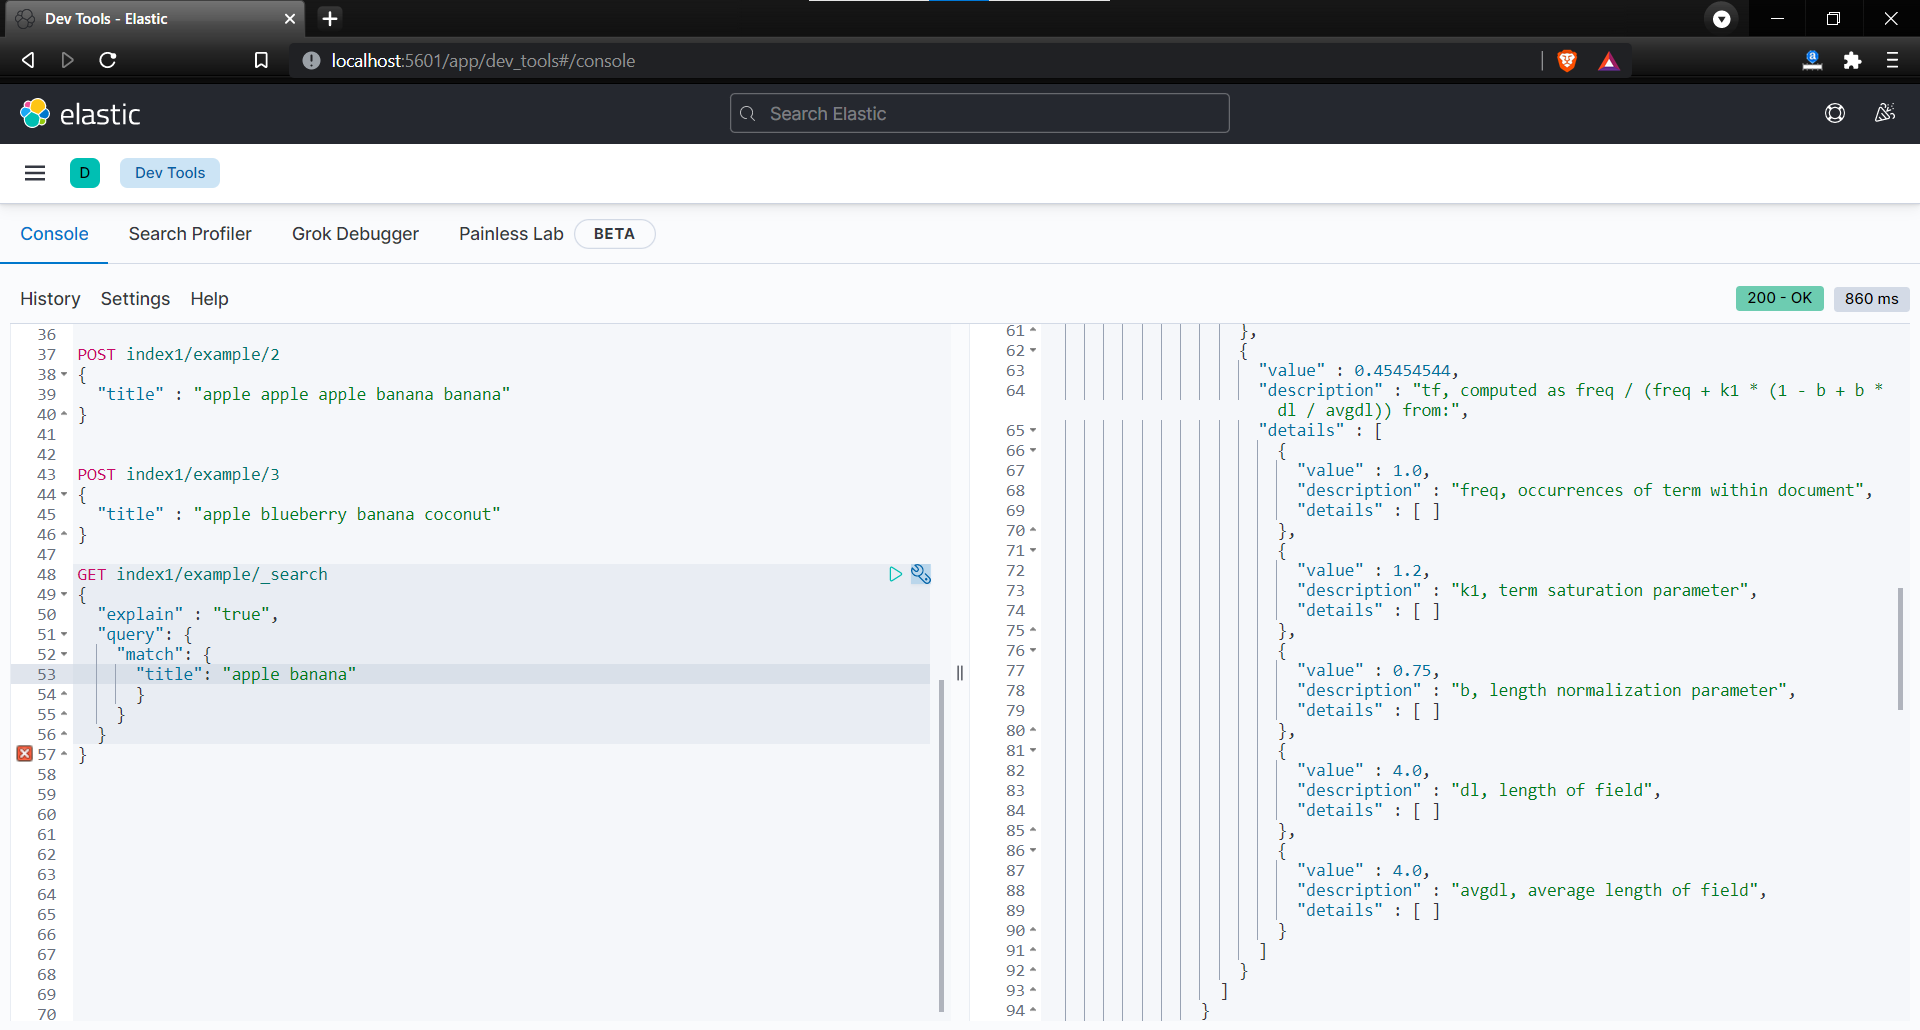 Dev Tools - Elastic
localhost:5601/app/dev_tools#/console
elastic
Search Elastic
D
Dev Tools
Console
Search Profiler
Grok Debugger
Painless Lab
BETA
History
Settings
Help
200 - OK
860 ms
36
37 POST index1/example/2
38 {
39 "title" : "apple apple apple banana banana"
40 }
41
42
43 POST index1/example/3
44 {
45 "title" : "apple blueberry banana coconut"
46 }
47
48 GET index1/example/_search
49 {
50 "explain" : "true",
51 "query": {
52 "match": {
53 "title": "apple banana"
54 }
55 }
56 }
57 }
58
59
60
61
62
63
64
65
66
67
68
69
70
61 },
62 {
63 "value" : 0.45454544,
64 "description" : "tf, computed as freq / (freq + k1 * (1 - b + b *
dl / avgdl)) from:",
65 "details" : [
66 {
67 "value" : 1.0,
68 "description" : "freq, occurrences of term within document",
69 "details" : [ ]
70 },
71 {
72 "value" : 1.2,
73 "description" : "k1, term saturation parameter",
74 "details" : [ ]
75 },
76 {
77 "value" : 0.75,
78 "description" : "b, length normalization parameter",
79 "details" : [ ]
80 },
81 {
82 "value" : 4.0,
83 "description" : "dl, length of field",
84 "details" : [ ]
85 },
86 {
87 "value" : 4.0,
88 "description" : "avgdl, average length of field",
89 "details" : [ ]
90 }
91 ]
92 }
93 ]
94 }